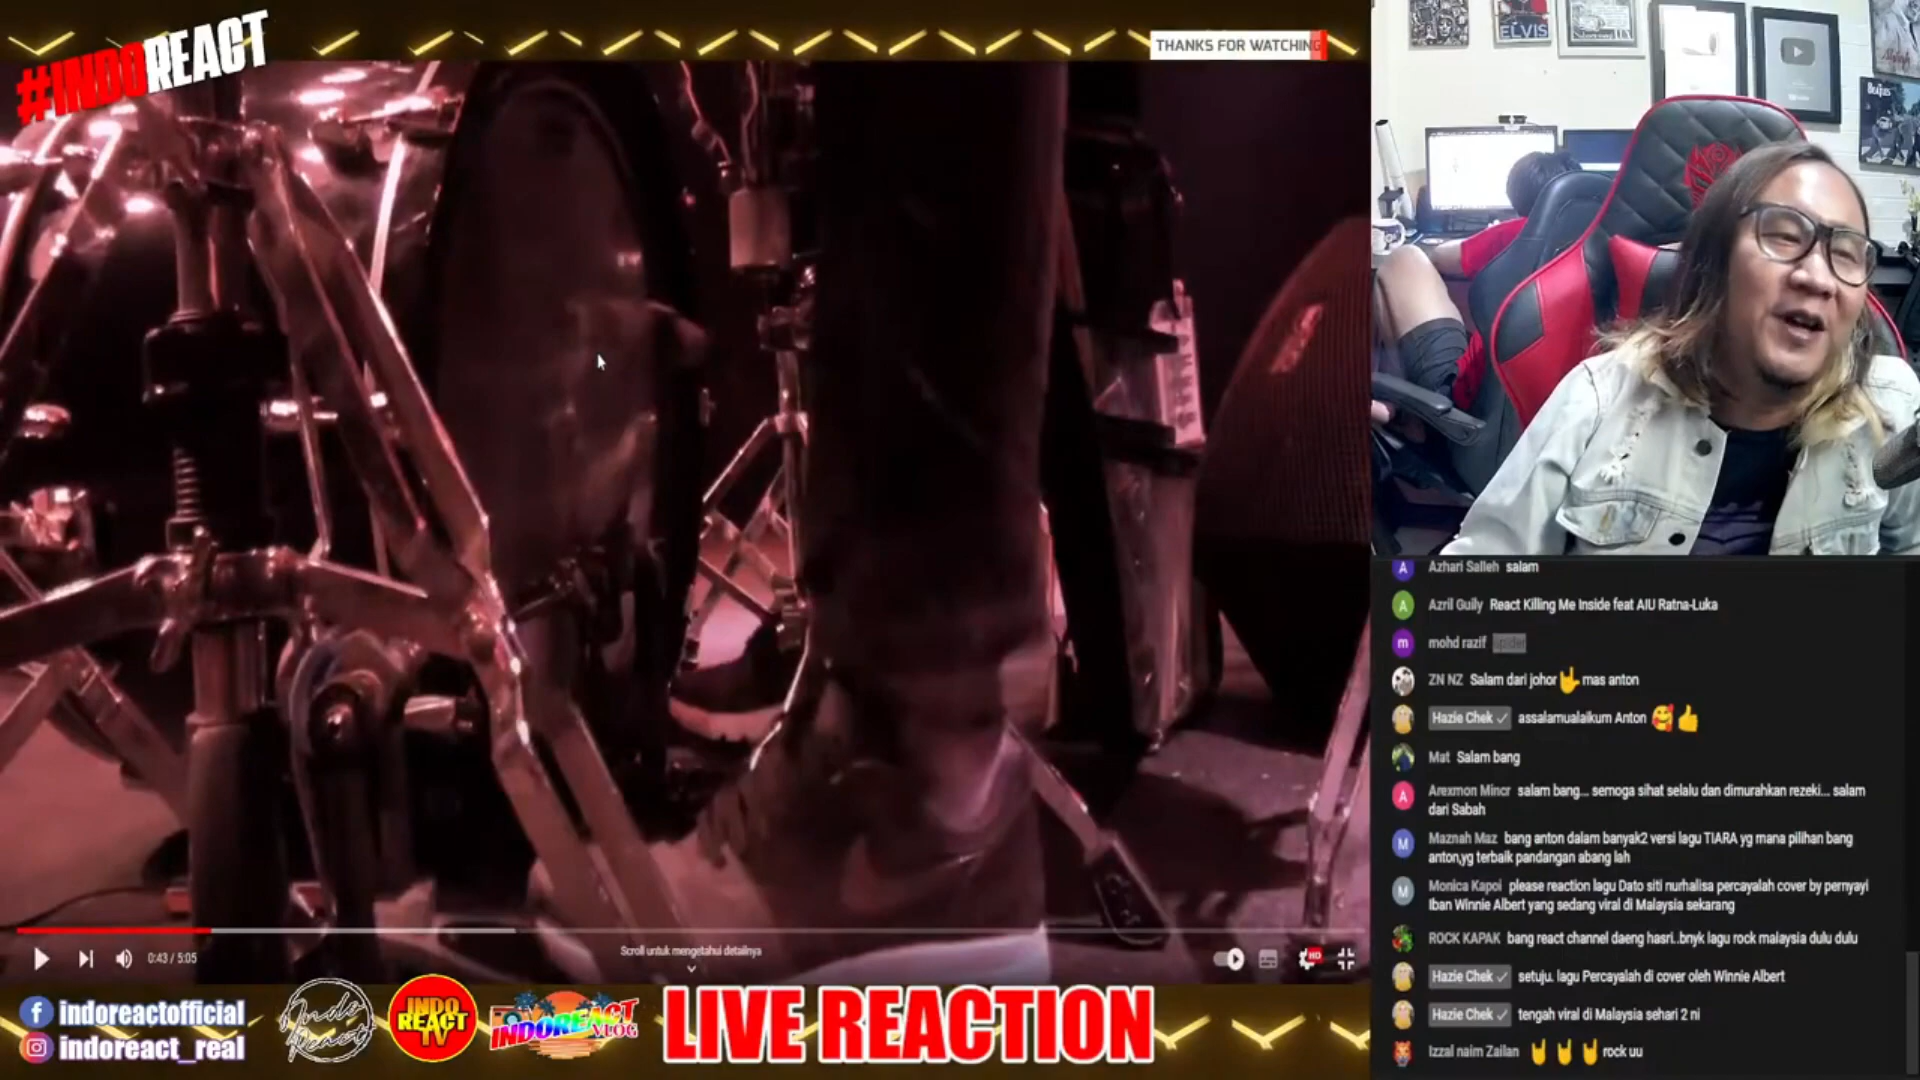 #INDOREACT
THANKS FOR WATCHING
ELVIS
BEATLES
YAMAHA
0:43 / 5:05
Scroll untuk mengetahui detailnya
HD
indoreactofficial
indoreact_real
Indo
React
INDO
REACT
TV
INDOREACT
VLOG
LIVE REACTION
A Azhari Salleh salam
A Azril Guily React Killing Me Inside feat AIU Ratna-Luka
m mohd razif spider
ZN NZ Salam dari johor 🤟 mas anton
Hazie Chek ✓ assalamualaikum Anton 🥰👍
Mat Salam bang
A Arexmon Mincr salam bang... semoga sihat selalu dan dimurahkan rezeki... salam
dari Sabah
M Maznah Maz bang anton dalam banyak2 versi lagu TIARA yg mana pilihan bang
anton,yg terbaik pandangan abang lah
M Monica Kapoi please reaction lagu Dato siti nurhalisa percayalah cover by pernyayi
Iban Winnie Albert yang sedang viral di Malaysia sekarang
ROCK KAPAK bang react channel daeng hasri..bnyk lagu rock malaysia dulu dulu
Hazie Chek ✓ setuju. lagu Percayalah di cover oleh Winnie Albert
Hazie Chek ✓ tengah viral di Malaysia sehari 2 ni
Izzal naim Zailan 🤘 🤘 🤘 rock uu